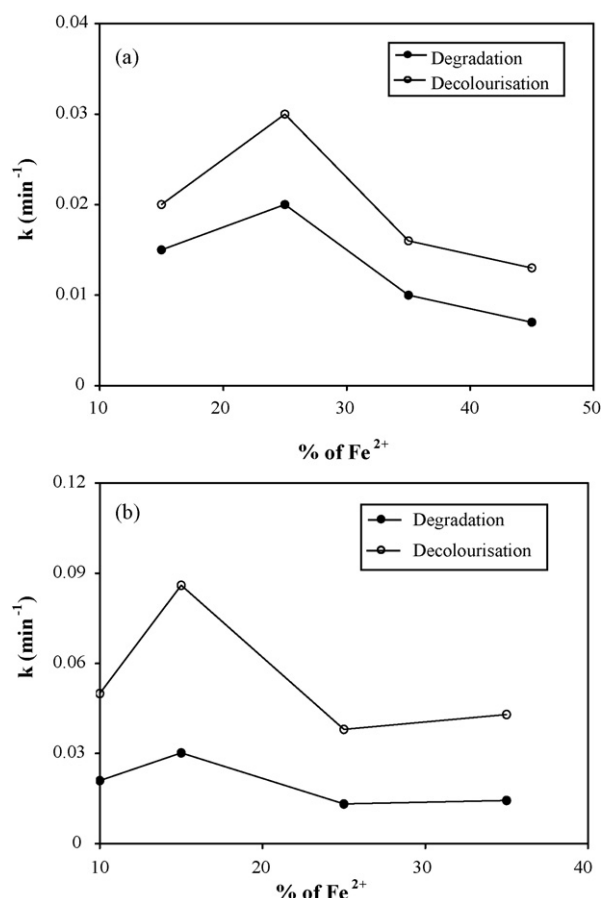 0.04
(a)
Degradation
Decolourisation
0.03
0.02
0.01
0
k (min⁻¹)
10 20 30 40 50
% of Fe²⁺
0.12
(b)
Degradation
Decolourisation
0.09
0.06
0.03
0
k (min⁻¹)
10 20 30 40
% of Fe²⁺